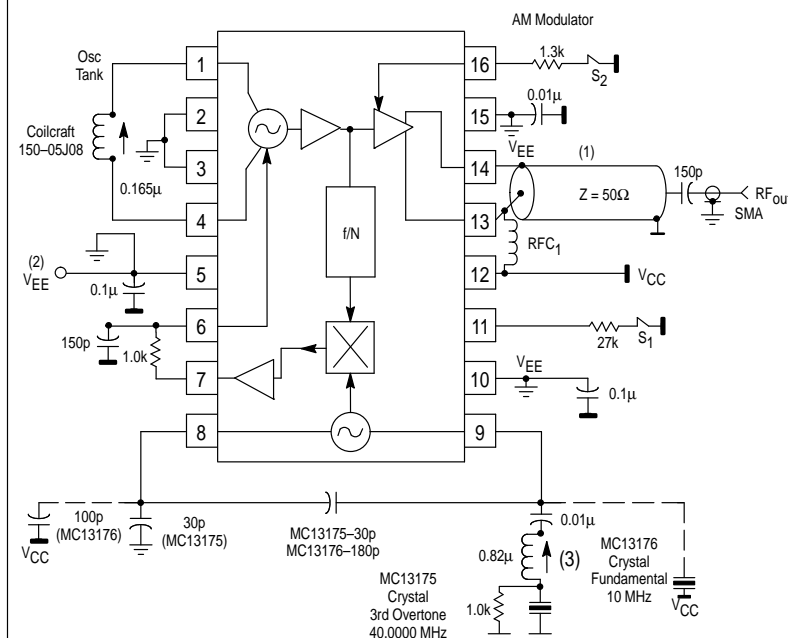 AM Modulator
Osc
Tank
Coilcraft
150–05J08
0.165µ
(2)
VEE
0.1µ
150p
1.0k
1
2
3
4
5
6
7
8
f/N
16
15
14
13
12
11
10
9
1.3k
S2
0.01µ
VEE
(1)
Z = 50Ω
150p
RFou
SMA
RFC1
VCC
27k
S1
VEE
0.1µ
100p
(MC13176)
VCC
30p
(MC13175)
MC13175–30p
MC13176–180p
0.01µ
0.82µ
(3)
1.0k
MC13175
Crystal
3rd Overtone
40.0000 MHz
MC13176
Crystal
Fundamental
10 MHz
VCC